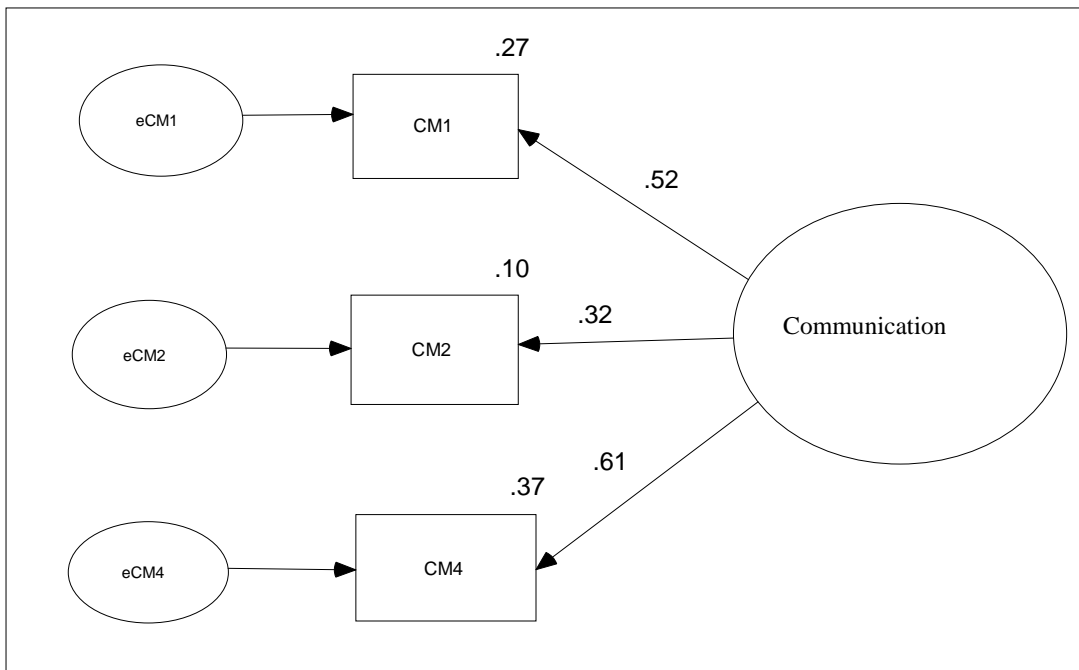 .27
eCM1
CM1
.52
.10
.32
eCM2
CM2
Communication
.61
.37
eCM4
CM4